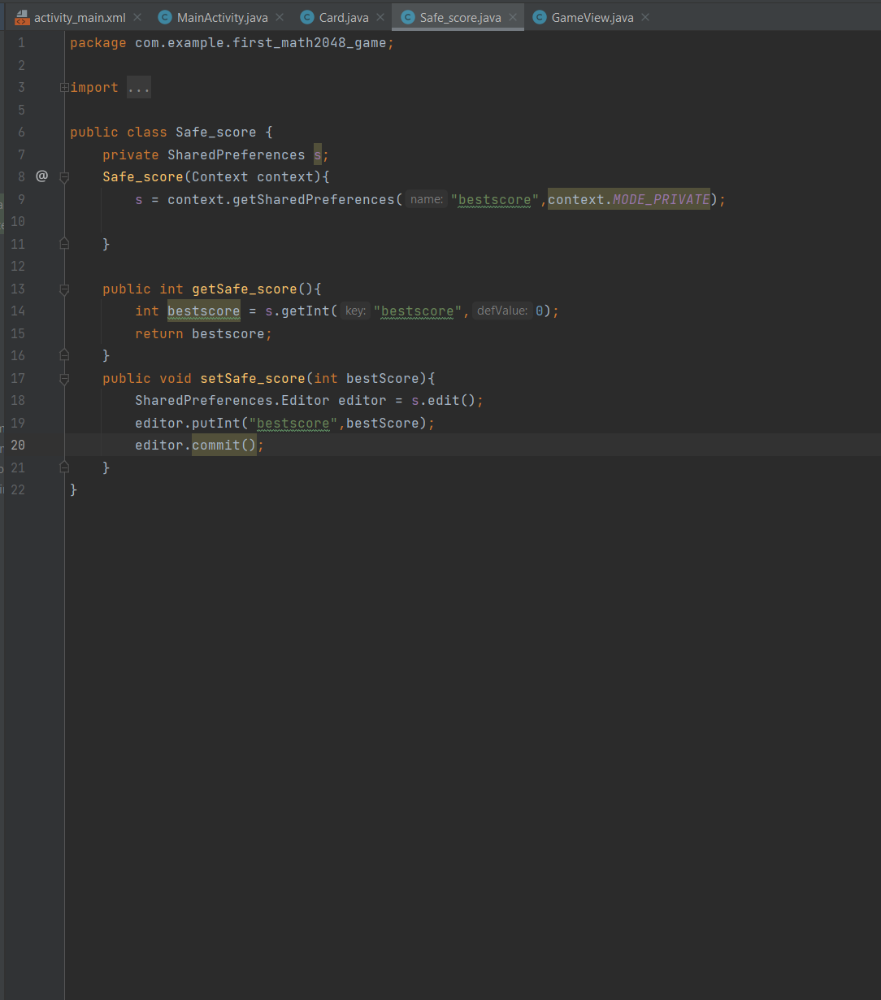 activity_main.xml MainActivity.java Card.java Safe_score.java GameView.java
1 package com.example.first_math2048_game;
2
3 import ...
5
6 public class Safe_score {
7 private SharedPreferences s;
8 @ Safe_score(Context context){
9 s = context.getSharedPreferences( name: "bestscore",context.MODE_PRIVATE);
10
11 }
12
13 public int getSafe_score(){
14 int bestscore = s.getInt( key: "bestscore", defValue: 0);
15 return bestscore;
16 }
17 public void setSafe_score(int bestScore){
18 SharedPreferences.Editor editor = s.edit();
19 editor.putInt("bestscore",bestScore);
20 editor.commit();
21 }
22 }